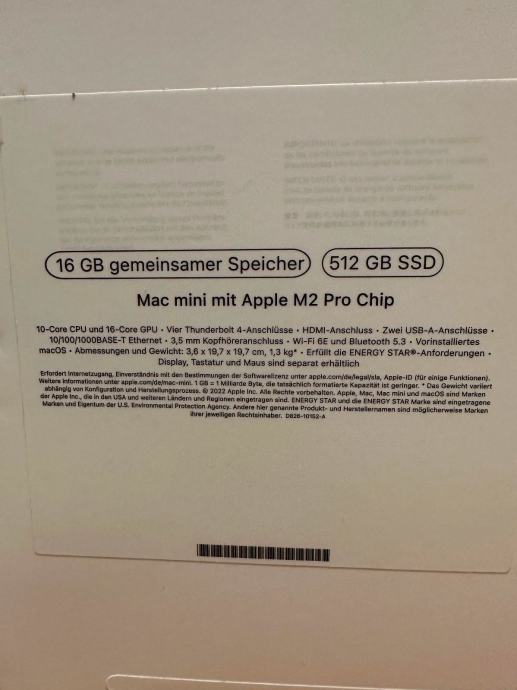 16 GB gemeinsamer Speicher 512 GB SSD
Mac mini mit Apple M2 Pro Chip
10-Core CPU und 16-Core GPU • Vier Thunderbolt 4-Anschlüsse • HDMI-Anschluss • Zwei USB-A-Anschlüsse •
10/100/1000BASE-T Ethernet • 3,5 mm Kopfhöreranschluss • Wi-Fi 6E und Bluetooth 5.3 • Vorinstalliertes
macOS • Abmessungen und Gewicht: 3,6 x 19,7 x 19,7 cm, 1,3 kg* • Erfüllt die ENERGY STAR®-Anforderungen •
Display, Tastatur und Maus sind separat erhältlich
Erfordert Internetzugang, Einverständnis mit den Bestimmungen der Softwarelizenz unter apple.com/de/legal/sla, Apple-ID (für einige Funktionen).
Weitere Informationen unter apple.com/de/mac-mini. 1 GB = 1 Milliarde Byte, die tatsächlich formatierte Kapazität ist geringer. * Das Gewicht variiert
abhängig von Konfiguration und Herstellungsprozess. © 2022 Apple Inc. Alle Rechte vorbehalten. Apple, Mac, Mac mini und macOS sind Marken
der Apple Inc., die in den USA und weiteren Ländern und Regionen eingetragen sind. ENERGY STAR und die ENERGY STAR Marke sind eingetragene
Marken und Eigentum der U.S. Environmental Protection Agency. Andere hier genannte Produkt- und Herstellernamen sind möglicherweise Marken
ihrer jeweiligen Rechtsinhaber. D826-10152-A